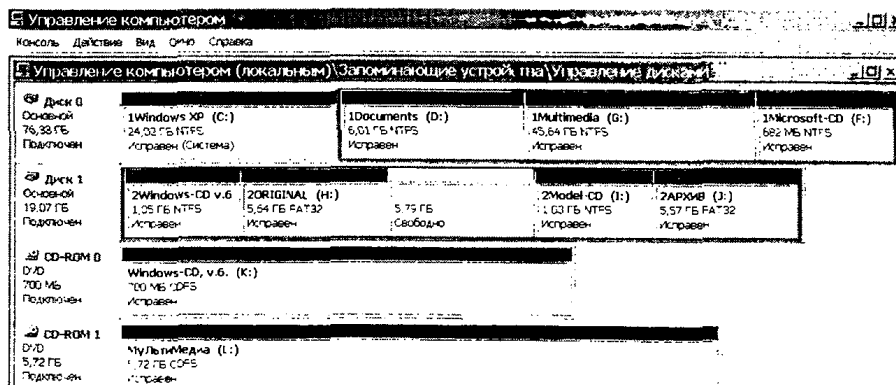 Управление компьютером
Консоль Действие Вид Окно Справка
Управление компьютером (локальным)\Запоминающие устройства\Управление дисками
Диск 0
Основной
76,33 ГБ
Подключен
1Windows XP (C:)
NTFS
Исправен (Система)
1Documents (D:)
6,01 ГБ NTFS
Исправен
1Multimedia (G:)
45,64 ГБ NTFS
Исправен
1Microsoft-CD (F:)
682 МБ NTFS
Исправен
Диск 1
Основной
19,07 ГБ
Подключен
2Windows-CD v.6
1,05 ГБ NTFS
Исправен
2ORIGINAL (H:)
5,64 ГБ FAT32
Исправен
5,79 ГБ
Свободно
2Model-CD (I:)
1,03 ГБ NTFS
Исправен
2АРХИВ (J:)
5,57 ГБ FAT32
Исправен
CD-ROM 0
DVD
700 МБ
Подключен
Windows-CD, v.6. (K:)
700 МБ CDFS
Исправен
CD-ROM 1
DVD
5,72 ГБ
Подключен
МуЛьтиМедиа (L:)
5,72 ГБ CDFS
Исправен